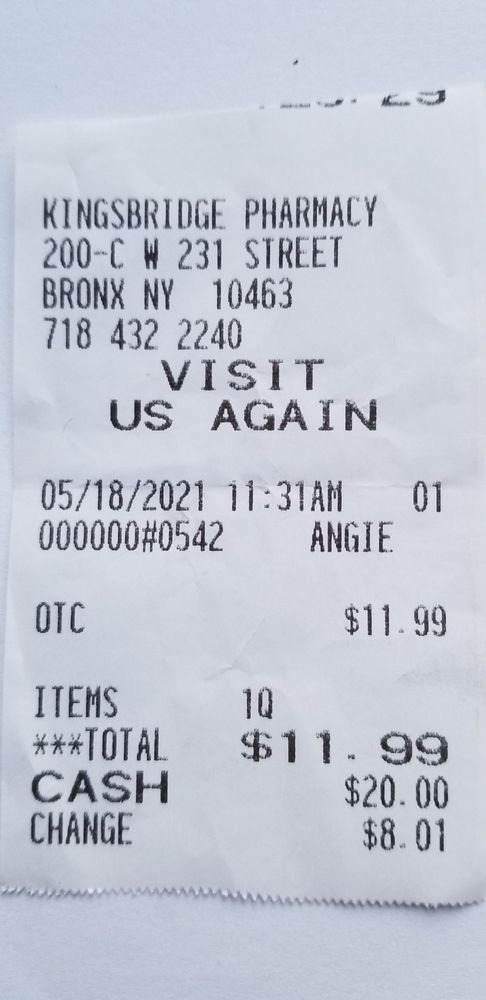 KINGSBRIDGE PHARMACY
200-C W 231 STREET
BRONX NY 10463
718 432 2240
VISIT
US AGAIN
05/18/2021 11:31AM 01
000000#0542 ANGIE
OTC $11.99
ITEMS 1Q
***TOTAL $11.99
CASH $20.00
CHANGE $8.01